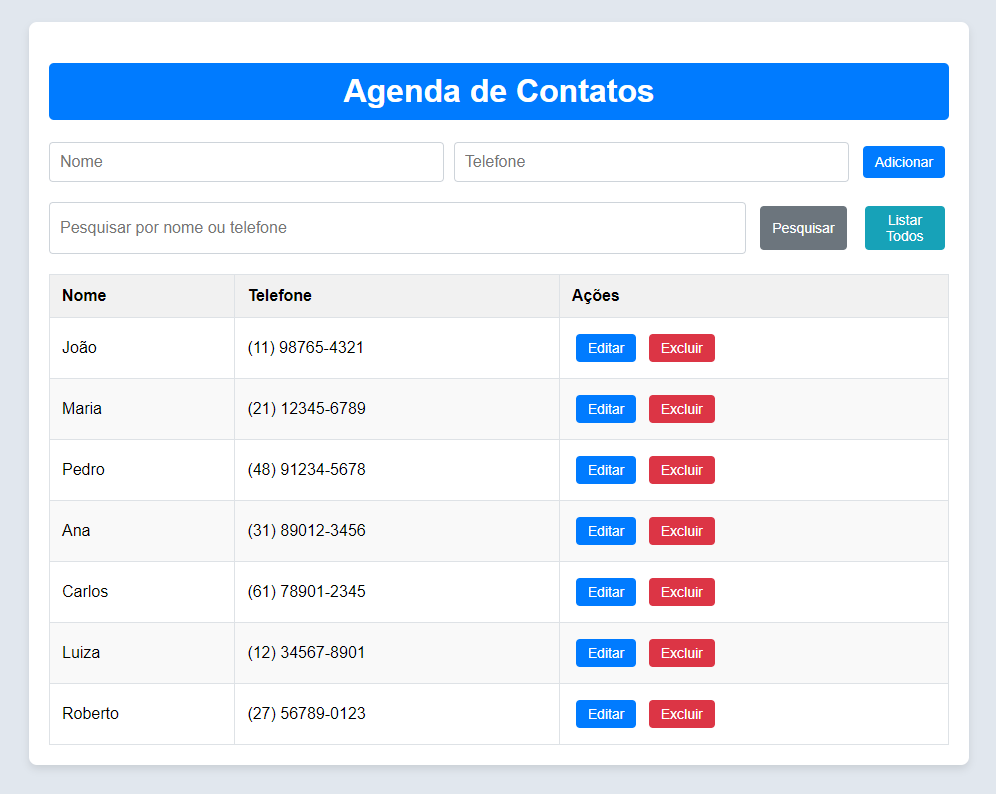 Agenda de Contatos
Nome Telefone Adicionar
Pesquisar por nome ou telefone Pesquisar Listar
Todos
Nome Telefone Ações
João (11) 98765-4321 Editar Excluir
Maria (21) 12345-6789 Editar Excluir
Pedro (48) 91234-5678 Editar Excluir
Ana (31) 89012-3456 Editar Excluir
Carlos (61) 78901-2345 Editar Excluir
Luiza (12) 34567-8901 Editar Excluir
Roberto (27) 56789-0123 Editar Excluir